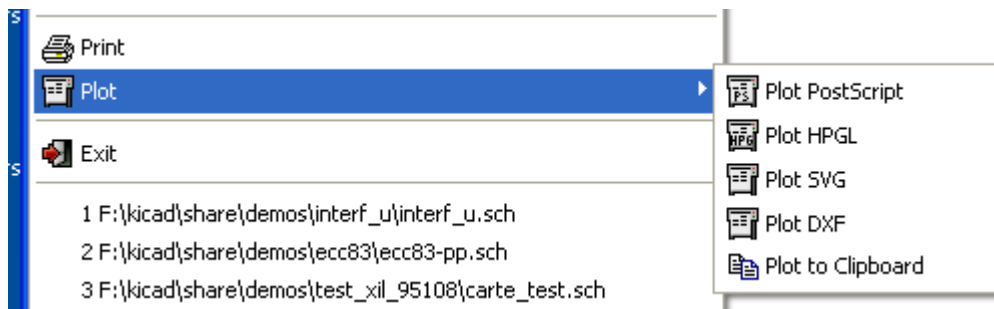 Print
Plot
Exit
1 F:\kicad\share\demos\interf_u\interf_u.sch
2 F:\kicad\share\demos\ecc83\ecc83-pp.sch
3 F:\kicad\share\demos\test_xil_95108\carte_test.sch
Plot PostScript
Plot HPGL
Plot SVG
Plot DXF
Plot to Clipboard